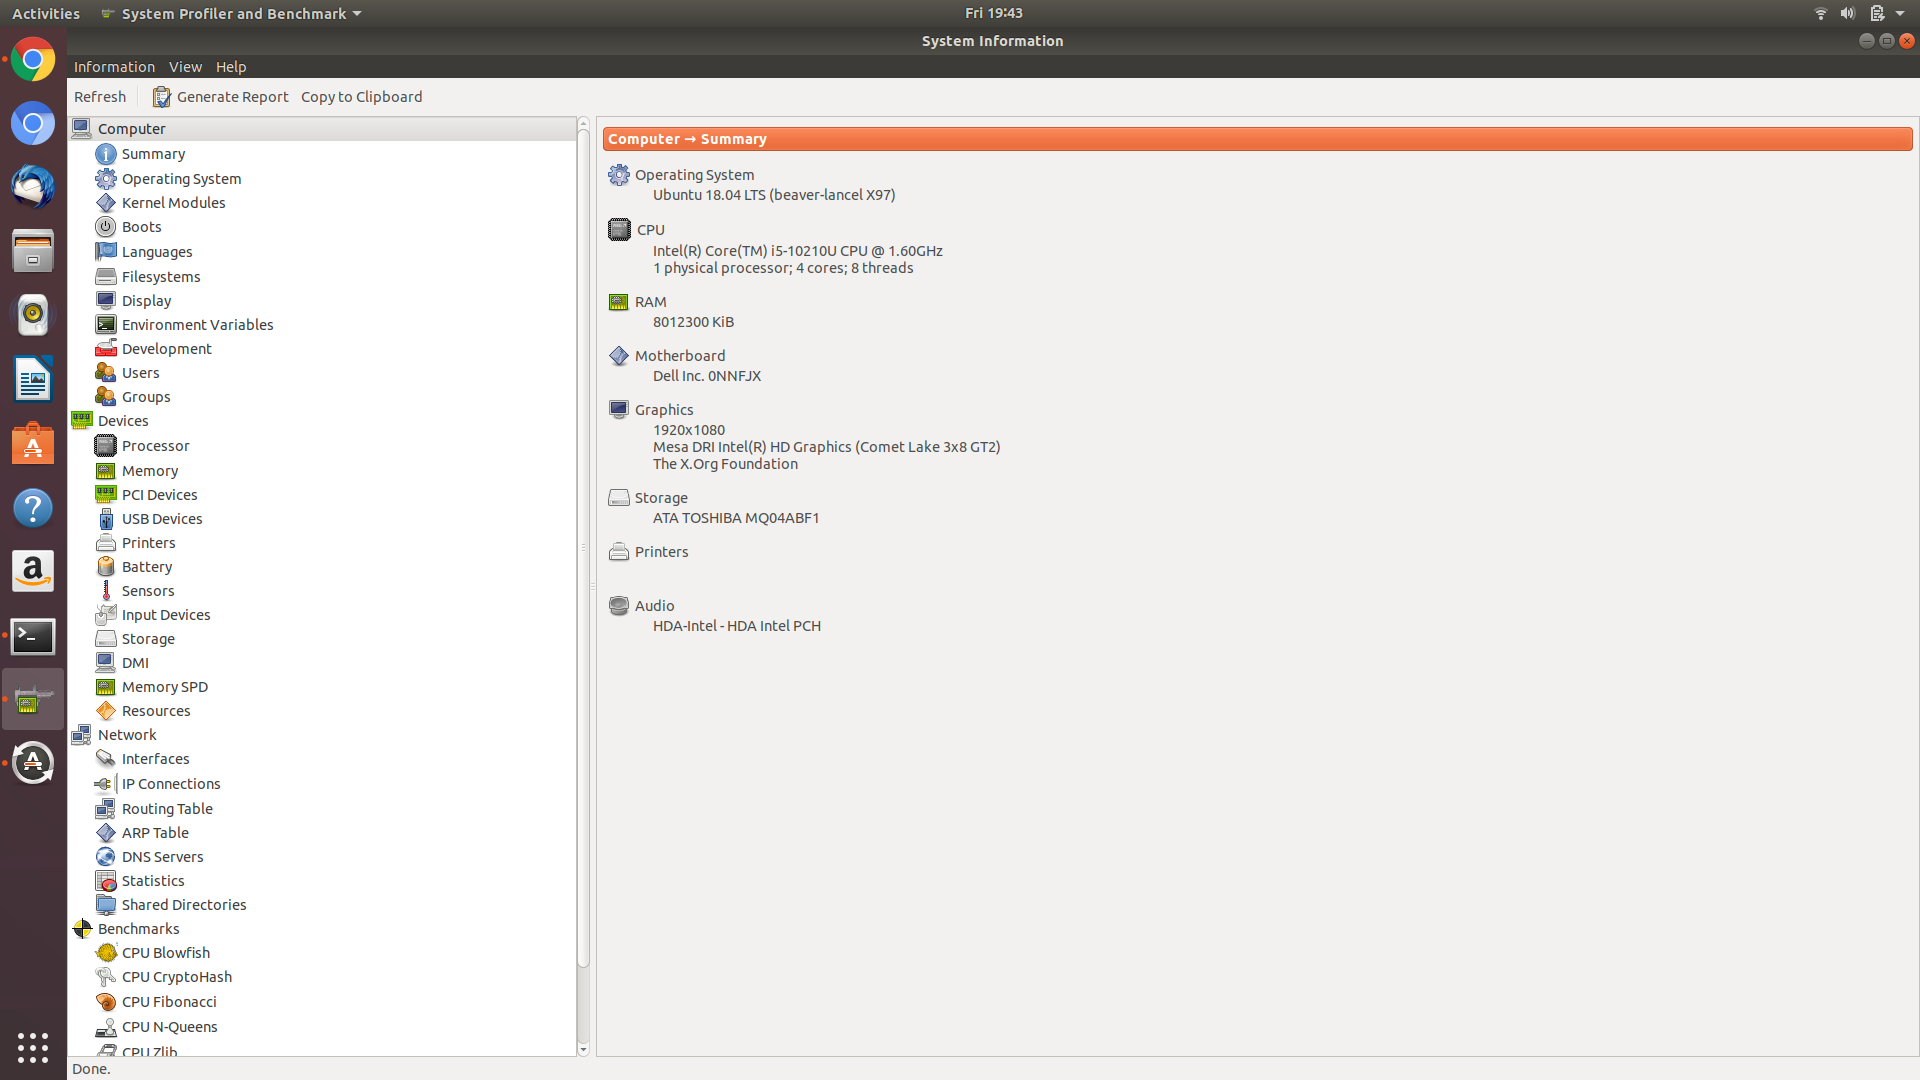 Activities
System Profiler and Benchmark
Fri 19:43
System Information
Information View Help
Refresh Generate Report Copy to Clipboard
Computer
Summary
Operating System
Kernel Modules
Boots
Languages
Filesystems
Display
Environment Variables
Development
Users
Groups
Devices
Processor
Memory
PCI Devices
USB Devices
Printers
Battery
Sensors
Input Devices
Storage
DMI
Memory SPD
Resources
Network
Interfaces
IP Connections
Routing Table
ARP Table
DNS Servers
Statistics
Shared Directories
Benchmarks
CPU Blowfish
CPU CryptoHash
CPU Fibonacci
CPU N-Queens
CPU Zlib
Computer → Summary
Operating System
Ubuntu 18.04 LTS (beaver-lancel X97)
CPU
Intel(R) Core(TM) i5-10210U CPU @ 1.60GHz
1 physical processor; 4 cores; 8 threads
RAM
8012300 KiB
Motherboard
Dell Inc. 0NNFJX
Graphics
1920x1080
Mesa DRI Intel(R) HD Graphics (Comet Lake 3x8 GT2)
The X.Org Foundation
Storage
ATA TOSHIBA MQ04ABF1
Printers
Audio
HDA-Intel - HDA Intel PCH
Done.